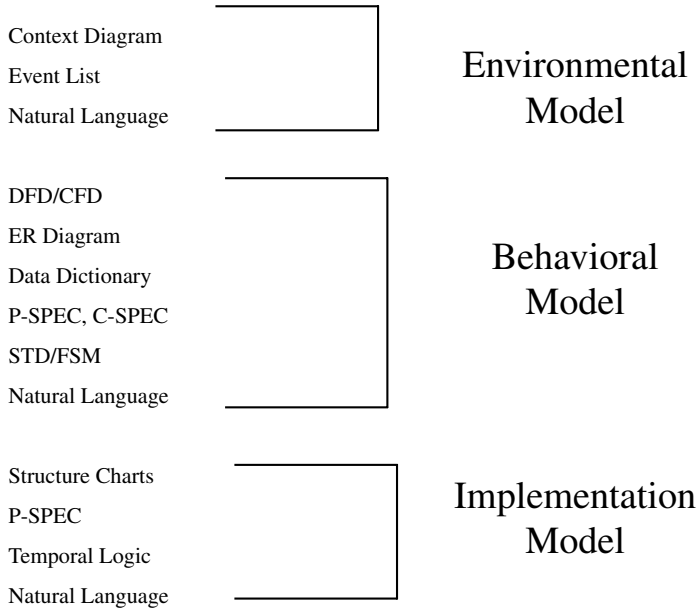 Context Diagram
Event List
Natural Language
Environmental
Model
DFD/CFD
ER Diagram
Data Dictionary
P-SPEC, C-SPEC
STD/FSM
Natural Language
Behavioral
Model
Structure Charts
P-SPEC
Temporal Logic
Natural Language
Implementation
Model